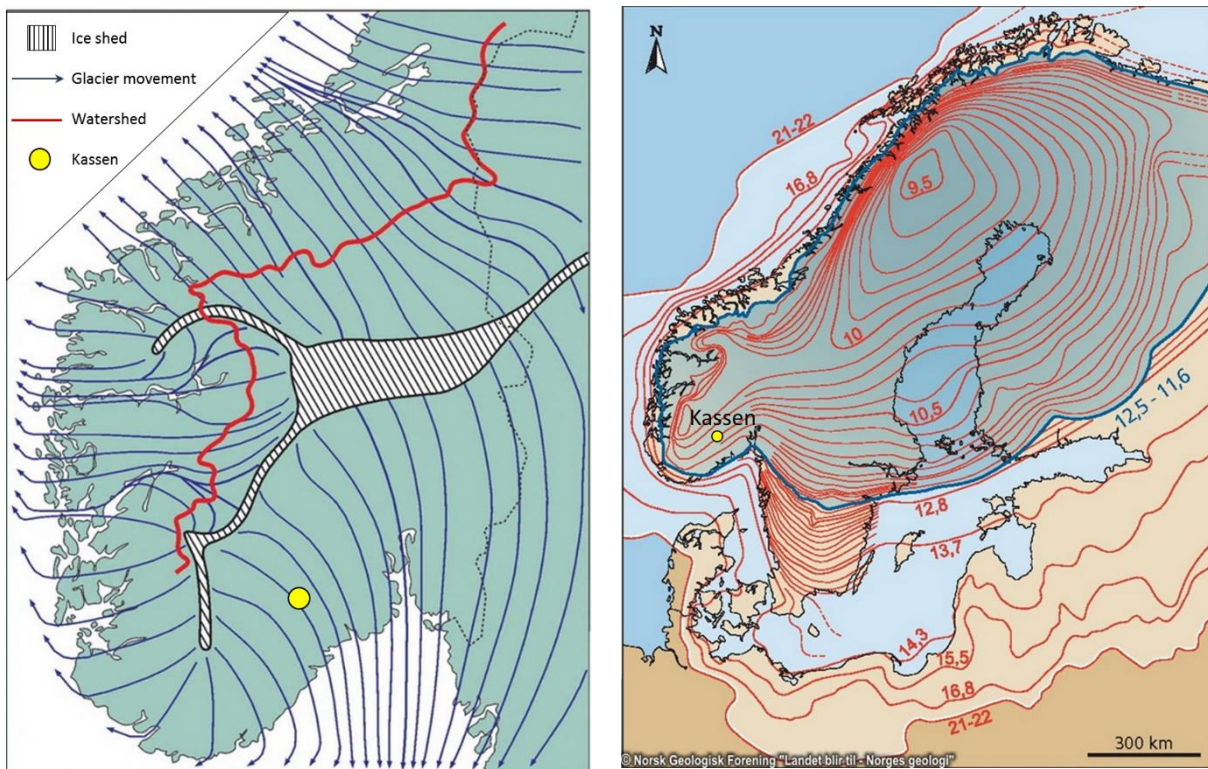 Ice shed
Glacier movement
Watershed
Kassen
N
21-22
16,8
9.5
10
10,5
Kassen
12,5 - 11,6
12,8
13,7
14,3
15,5
16,8
21-22
300 km
© Norsk Geologisk Forening "Landet blir til - Norges geologi"